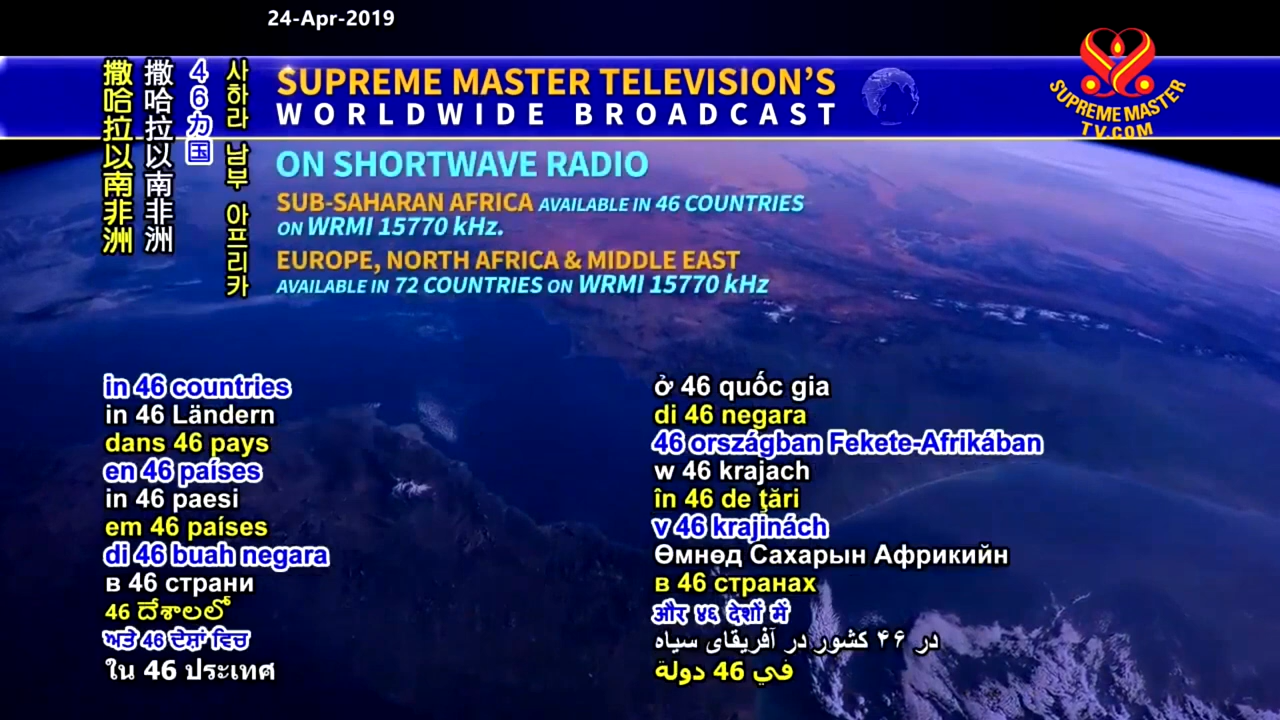 24-Apr-2019
撒哈拉以南非洲
撒哈拉以南非洲
46カ国
사하라 남부 아프리카
SUPREME MASTER TELEVISION'S
WORLDWIDE BROADCAST
SUPREME MASTER
TV.COM
ON SHORTWAVE RADIO
SUB-SAHARAN AFRICA AVAILABLE IN 46 COUNTRIES
ON WRMI 15770 kHz.
EUROPE, NORTH AFRICA & MIDDLE EAST
AVAILABLE IN 72 COUNTRIES ON WRMI 15770 kHz
in 46 countries
in 46 Ländern
dans 46 pays
en 46 países
in 46 paesi
em 46 países
di 46 buah negara
в 46 страни
46 దేశాలలో
ਅਤੇ 46 ਦੇਸ਼ਾਂ ਵਿਚ
ใน 46 ประเทศ
ở 46 quốc gia
di 46 negara
46 országban Fekete-Afrikában
w 46 krajach
în 46 de ţări
v 46 krajinách
Өмнөд Сахарын Африкийн
в 46 странах
और ४६ देशों में
در ۴۶ کشور در آفریقای سیاه
في 46 دولة